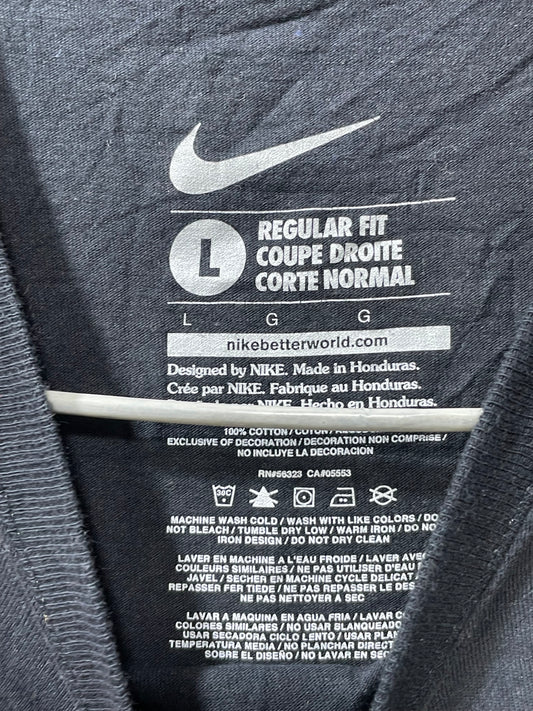 L
REGULAR FIT
COUPE DROITE
CORTE NORMAL
L G G
nikebetterworld.com
Designed by NIKE. Made in Honduras.
Crée par NIKE. Fabrique au Honduras.
NIKE. Hecho en Honduras.
100% COTTON / COTON /
EXCLUSIVE OF DECORATION / DECORATION NON COMPRISE /
NO INCLUYE LA DECORACION
RN#56323 CA#05553
30C
MACHINE WASH COLD / WASH WITH LIKE COLORS / DO
NOT BLEACH / TUMBLE DRY LOW / WARM IRON / DO NO
IRON DESIGN / DO NOT DRY CLEAN
LAVER EN MACHINE A L'EAU FROIDE / LAVER AVEC
COULEURS SIMILAIRES / NE PAS UTILISER D'EAU
JAVEL / SECHER EN MACHINE CYCLE DELICAT
REPASSER FER TIEDE / NE PAS REPASSER LE DES
NE PAS NETTOYER A SEC
LAVAR A MAQUINA EN AGUA FRIA / LAVAR CO
COLORES SIMILARES / NO USAR BLANQUEADO
USAR SECADORA CICLO LENTO / USAR PLAN
TEMPERATURA MEDIA / NO PLANCHAR DIRECT
SOBRE EL DISEÑO / NO LAVAR EN SEC